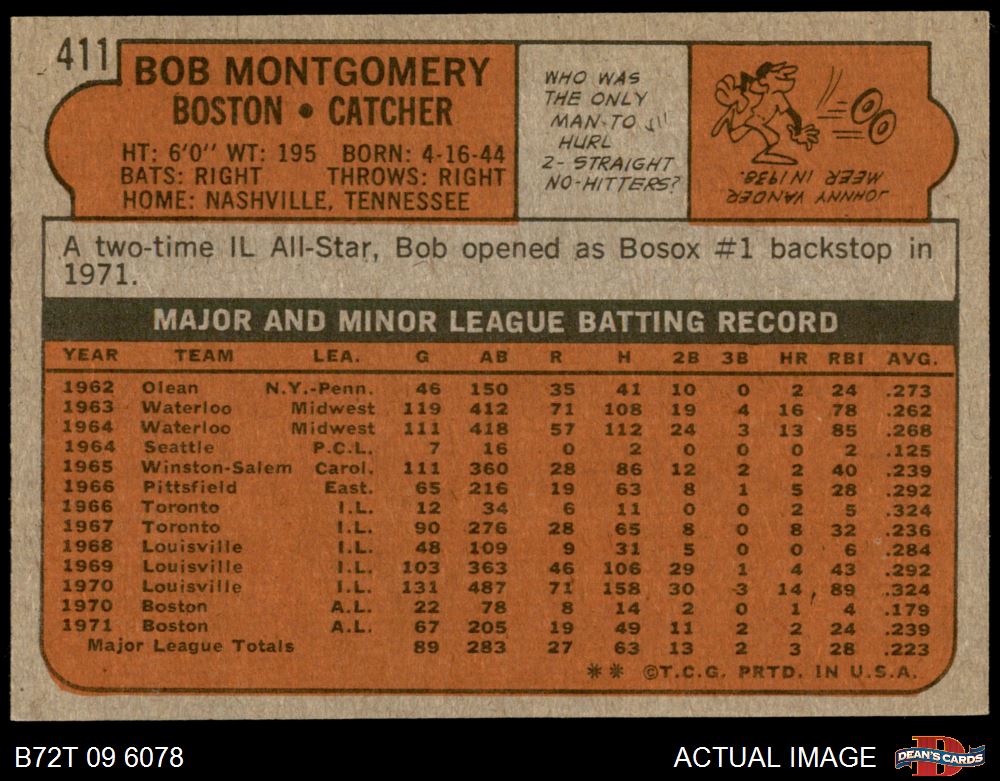 411
BOB MONTGOMERY
BOSTON • CATCHER
HT: 6'0" WT: 195 BORN: 4-16-44
BATS: RIGHT THROWS: RIGHT
HOME: NASHVILLE, TENNESSEE
WHO WAS
THE ONLY
MAN TO
HURL
2- STRAIGHT
NO-HITTERS?
JOHNNY VANDER
MEER IN 1938.
A two-time IL All-Star, Bob opened as Bosox #1 backstop in
1971.
MAJOR AND MINOR LEAGUE BATTING RECORD
YEAR TEAM LEA. G AB R H 2B 3B HR RBI AVG.
1962 Olean N.Y.-Penn. 46 150 35 41 10 0 2 24 .273
1963 Waterloo Midwest 119 412 71 108 19 4 16 78 .262
1964 Waterloo Midwest 111 418 57 112 24 3 13 85 .268
1964 Seattle P.C.L. 7 16 0 2 0 0 0 2 .125
1965 Winston-Salem Carol. 111 360 28 86 12 2 2 40 .239
1966 Pittsfield East. 65 216 19 63 8 1 5 28 .292
1966 Toronto I.L. 12 34 6 11 0 0 2 5 .324
1967 Toronto I.L. 90 276 28 65 8 0 8 32 .236
1968 Louisville I.L. 48 109 9 31 5 0 0 6 .284
1969 Louisville I.L. 103 363 46 106 29 1 4 43 .292
1970 Louisville I.L. 131 487 71 158 30 3 14 89 .324
1970 Boston A.L. 22 78 8 14 2 0 1 4 .179
1971 Boston A.L. 67 205 19 49 11 2 2 24 .239
Major League Totals 89 283 27 63 13 2 3 28 .223
** ©T.C.G. PRTD. IN U.S.A.
B72T 09 6078
ACTUAL IMAGE
DEAN'S CARDS